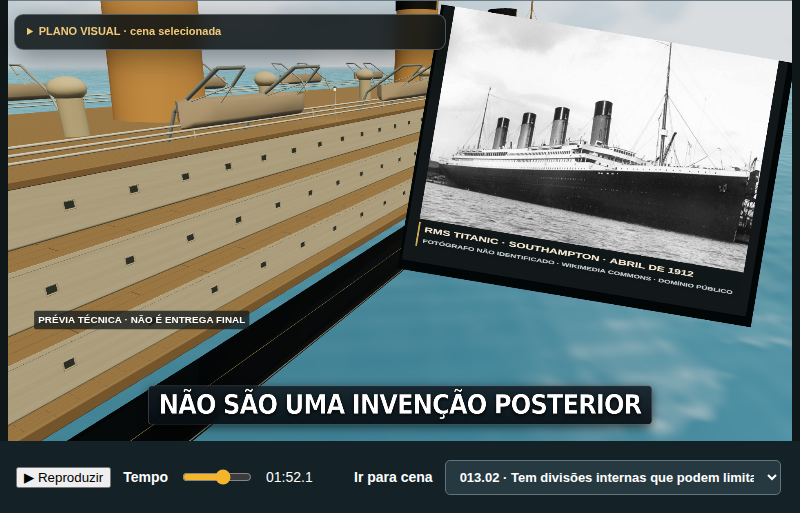 ▶ PLANO VISUAL · cena selecionada
RMS TITANIC · SOUTHAMPTON · ABRIL DE 1912
FOTÓGRAFO NÃO IDENTIFICADO · WIKIMEDIA COMMONS · DOMÍNIO PÚBLICO
PRÉVIA TÉCNICA · NÃO É ENTREGA FINAL
NÃO SÃO UMA INVENÇÃO POSTERIOR
▶ Reproduzir Tempo 01:52.1 Ir para cena 013.02 · Tem divisões internas que podem limita